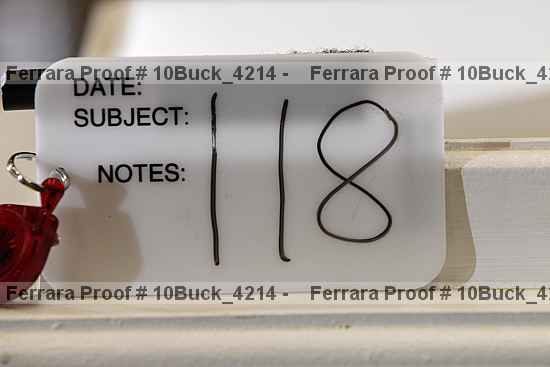 Ferrara Proof # 10Buck_4214 - Ferrara Proof # 10Buck_4
DATE:
SUBJECT:
118
NOTES:
Ferrara Proof # 10Buck_4214 - Ferrara Proof # 10Buck_4